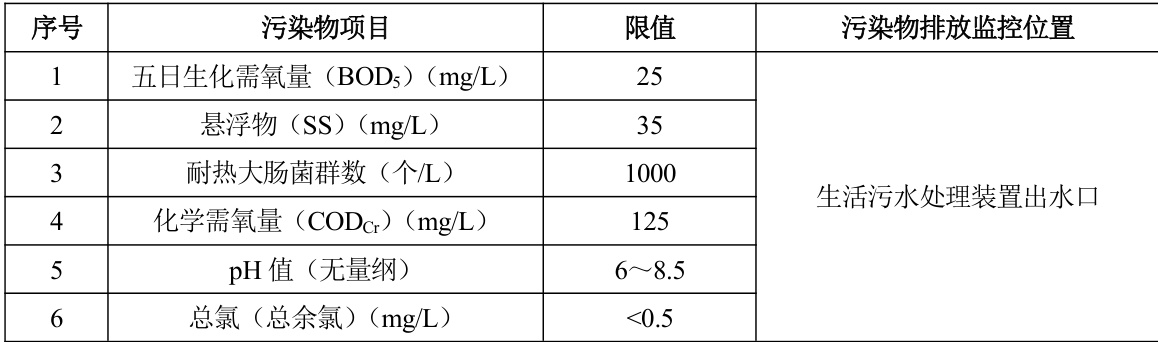 序号 污染物项目 限值 污染物排放监控位置
1 五日生化需氧量（BOD₅）（mg/L） 25
2 悬浮物（SS）（mg/L） 35
3 耐热大肠菌群数（个/L） 1000
生活污水处理装置出水口
4 化学需氧量（CODCr）（mg/L） 125
5 pH 值（无量纲） 6～8.5
6 总氯（总余氯）（mg/L） <0.5